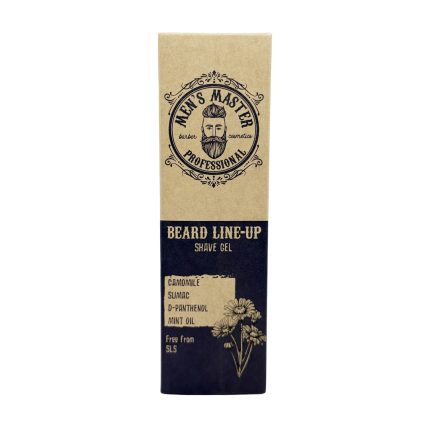 MEN'S MASTER
barber cosmetics
PROFESSIONAL
BEARD LINE-UP
SHAVE GEL
CAMOMILE
SUMAC
D-PANTHENOL
MINT OIL
Free From
SLS